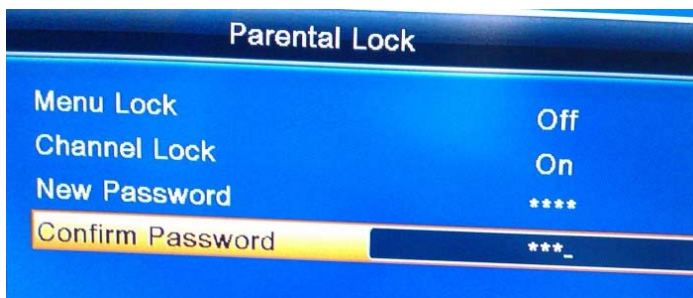 Parental Lock
Menu Lock Off
Channel Lock On
New Password ****
Confirm Password ***_